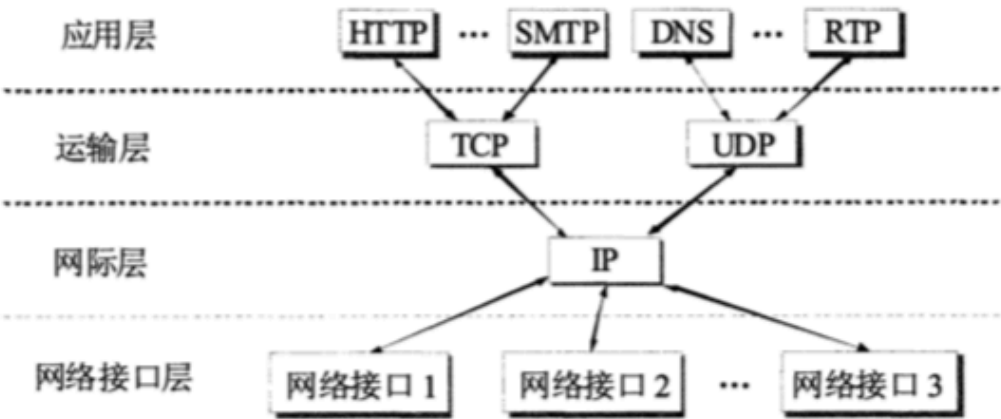 应用层 HTTP ··· SMTP DNS ··· RTP
运输层 TCP UDP
网际层 IP
网络接口层 网络接口 1 网络接口 2 ··· 网络接口 3